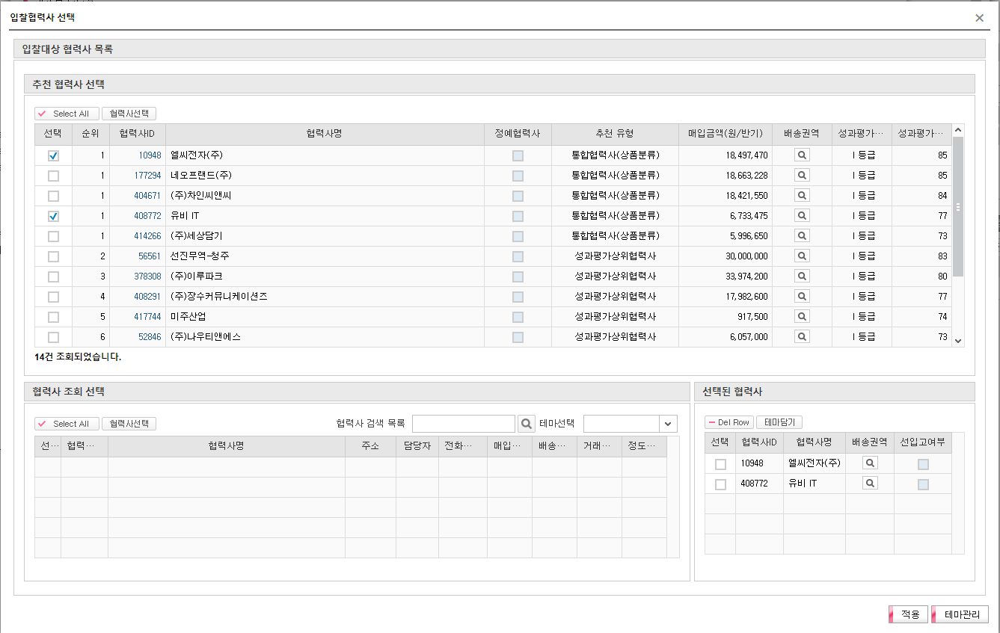 입찰협력사 선택
입찰대상 협력사 목록
추천 협력사 선택
Select All 협력사선택
선택 순위 협력사ID 협력사명 정예협력사 추천 유형 매입금액(원/반기) 배송권역 성과평가… 성과평가…
1 10948 엘씨전자(주) 통합협력사(상품분류) 18,497,470 I 등급 85
1 177294 네오프랜드(주) 통합협력사(상품분류) 18,663,228 I 등급 85
1 404671 (주)차인씨앤씨 통합협력사(상품분류) 18,421,550 I 등급 84
1 408772 유비 IT 통합협력사(상품분류) 6,733,475 I 등급 77
1 414266 (주)세상담기 통합협력사(상품분류) 5,996,650 I 등급 73
2 56561 선진무역-청주 성과평가상위협력사 30,000,000 I 등급 83
3 378308 (주)이루파크 성과평가상위협력사 33,974,200 I 등급 80
4 408291 (주)장수커뮤니케이션즈 성과평가상위협력사 17,982,600 I 등급 77
5 417744 미주산업 성과평가상위협력사 917,500 I 등급 74
6 52846 (주)나우티앤에스 성과평가상위협력사 6,057,000 I 등급 73
14건 조회되었습니다.
협력사 조회 선택
Select All 협력사선택 협력사 검색 목록 테마선택
선… 협력… 협력사명 주소 담당자 전화… 매입… 배송… 거래… 정도…
선택된 협력사
Del Row 테마담기
선택 협력사ID 협력사명 배송권역 선입고여부
10948 엘씨전자(주)
408772 유비 IT
적용 테마관리